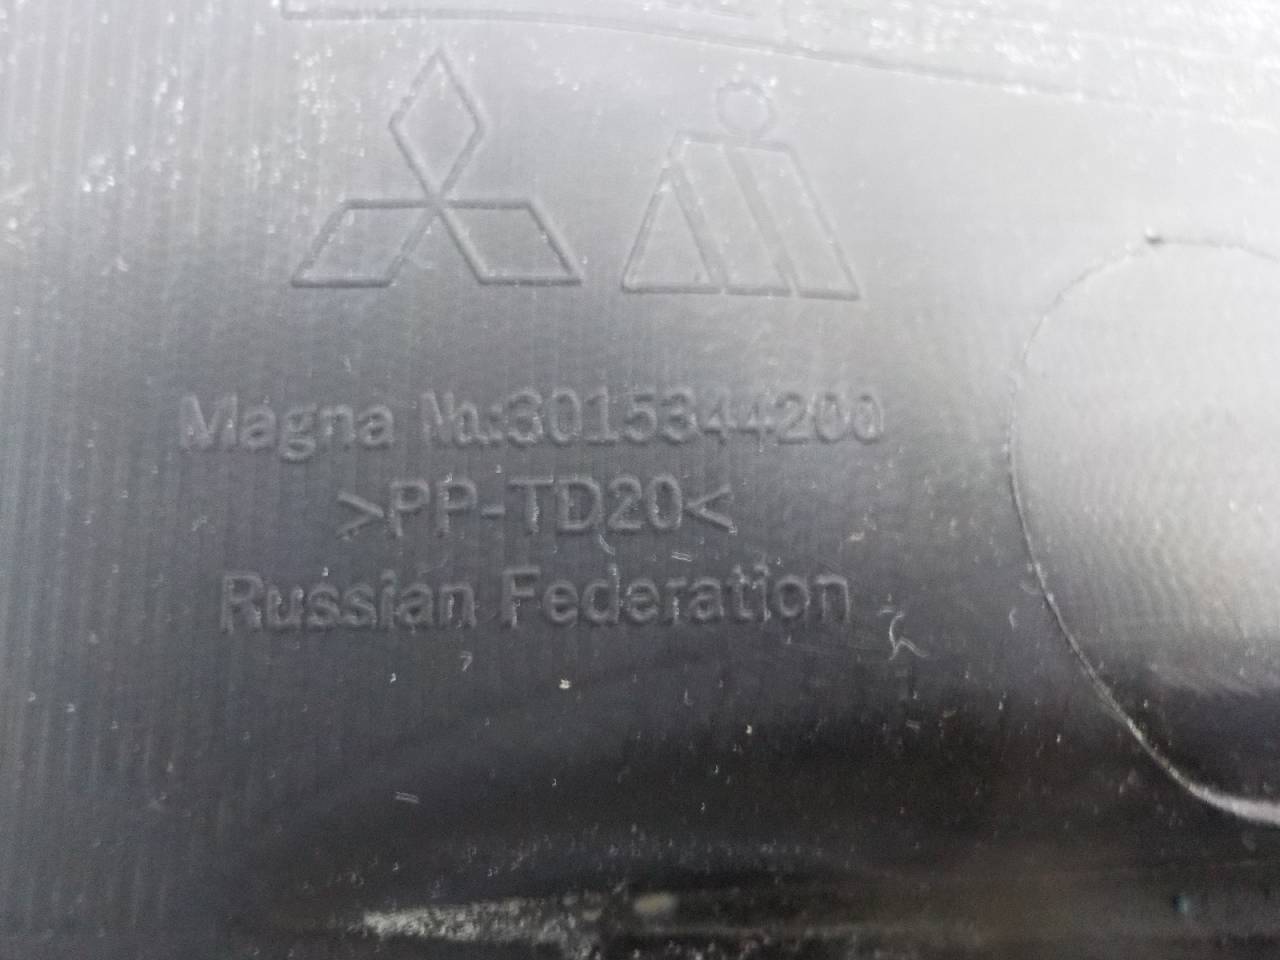 Magna No.:3015344200
>PP-TD20<
Russian Federation